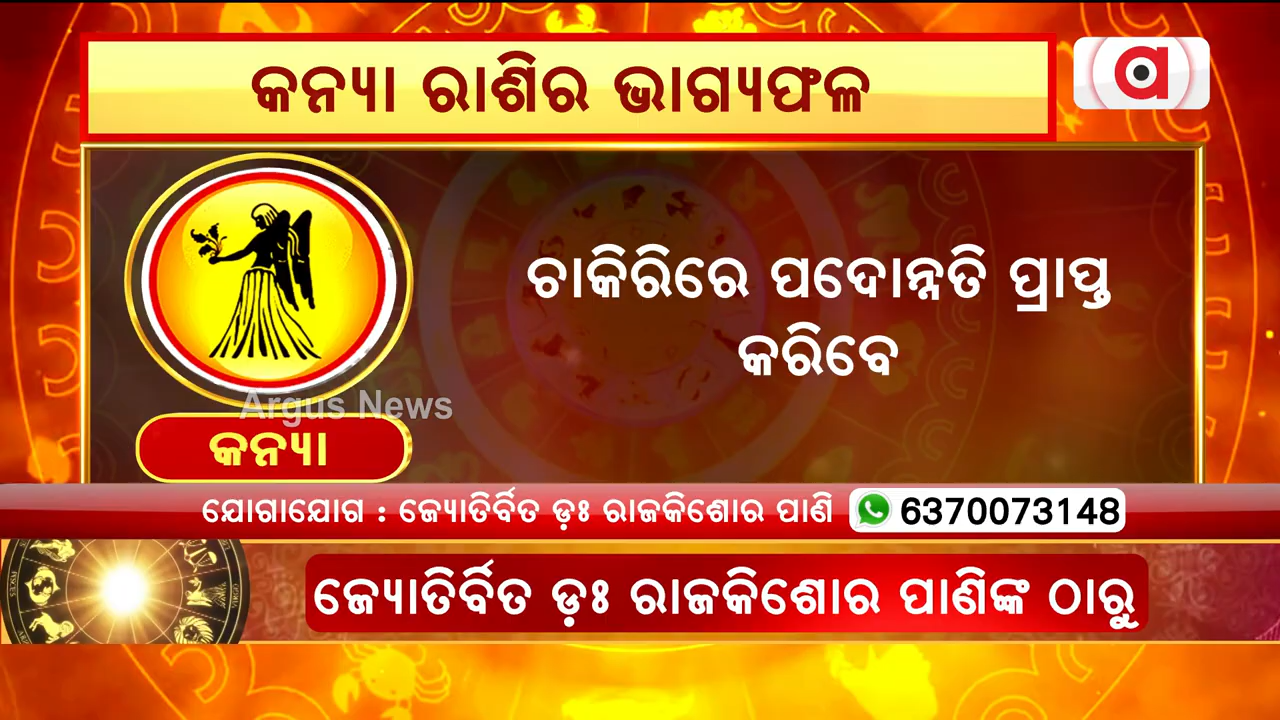 କନ୍ୟା ରାଶିର ଭାଗ୍ୟଫଳ
a
ଚାକିରିରେ ପଦୋନ୍ନତି ପ୍ରାପ୍ତ
କରିବେ
Argus News
କନ୍ୟା
ଯୋଗାଯୋଗ : ଜ୍ୟୋତିର୍ବିତ ଡ଼ଃ ରାଜକିଶୋର ପାଣି 6370073148
ଜ୍ୟୋତିର୍ବିତ ଡ଼ଃ ରାଜକିଶୋର ପାଣିଙ୍କ ଠାରୁ